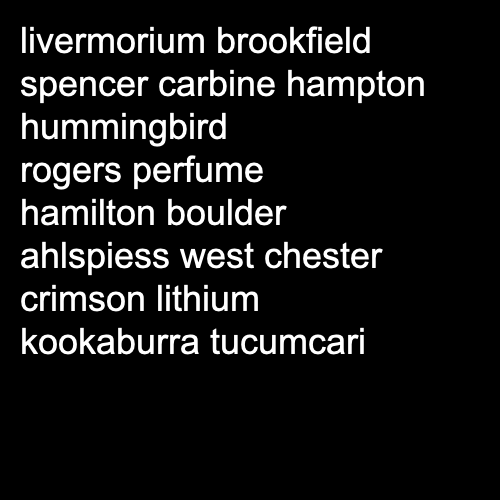 livermorium brookfield
spencer carbine hampton
hummingbird
rogers perfume
hamilton boulder
ahlspiess west chester
crimson lithium
kookaburra tucumcari